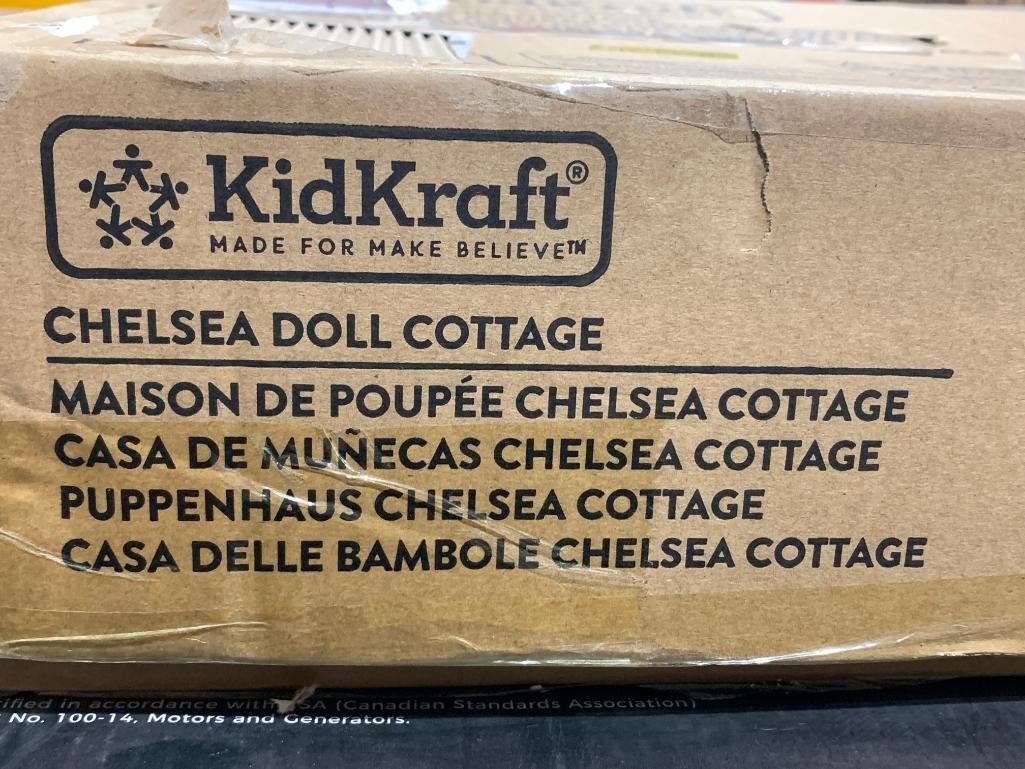 KidKraft®
MADE FOR MAKE BELIEVE™
CHELSEA DOLL COTTAGE
MAISON DE POUPÉE CHELSEA COTTAGE
CASA DE MUÑECAS CHELSEA COTTAGE
PUPPENHAUS CHELSEA COTTAGE
CASA DELLE BAMBOLE CHELSEA COTTAGE
in accordance with (Canadian Standards Association)
No. 100-14, Motors and Generators.